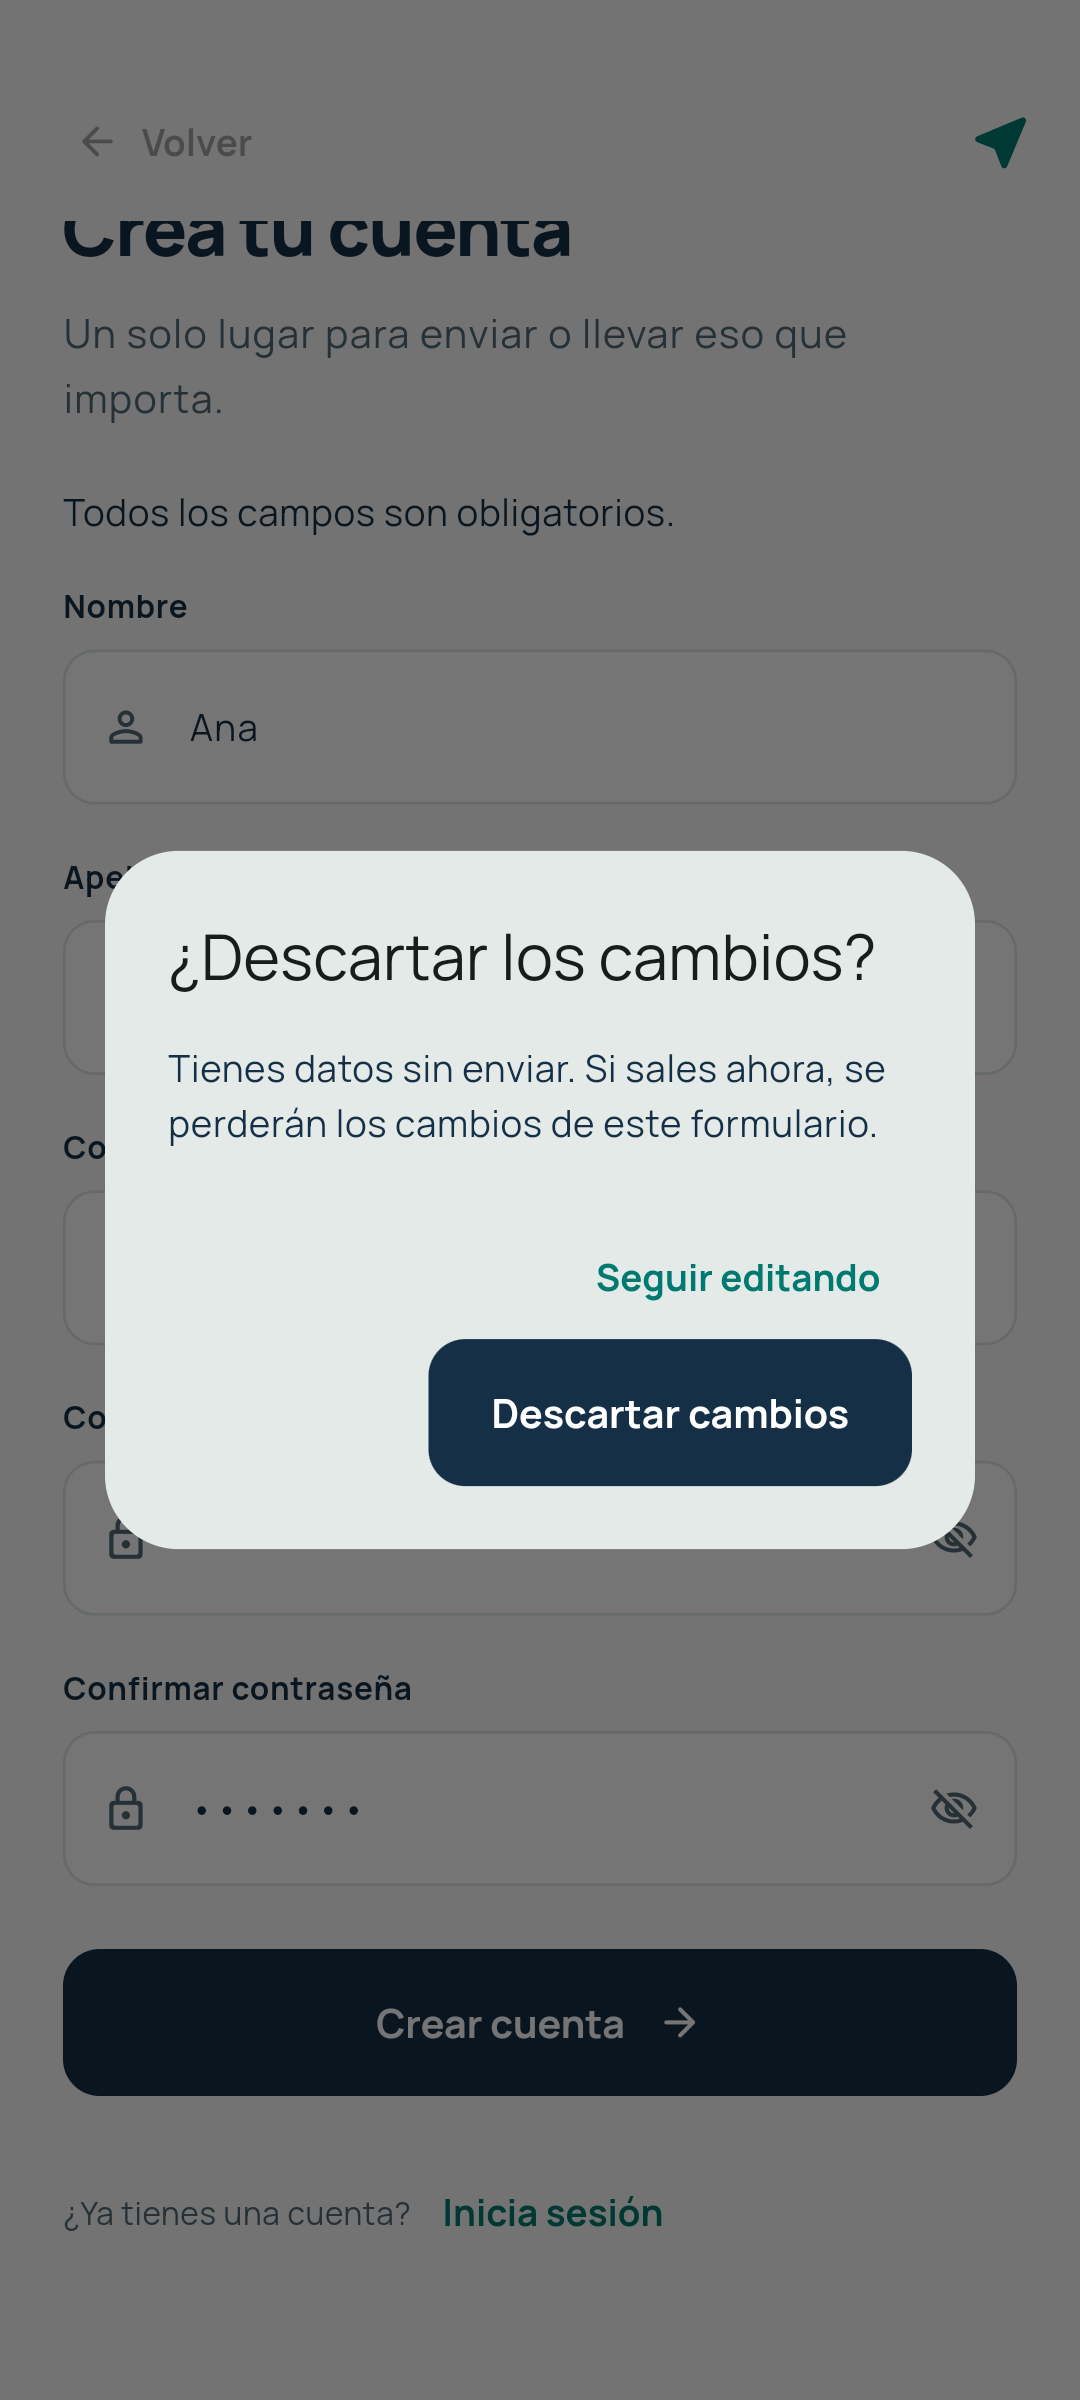 Volver
Crea tu cuenta
Un solo lugar para enviar o llevar eso que
importa.
Todos los campos son obligatorios.
Nombre
Ana
¿Descartar los cambios?
Tienes datos sin enviar. Si sales ahora, se
perderán los cambios de este formulario.
Seguir editando
Descartar cambios
Confirmar contraseña
Crear cuenta
¿Ya tienes una cuenta? Inicia sesión